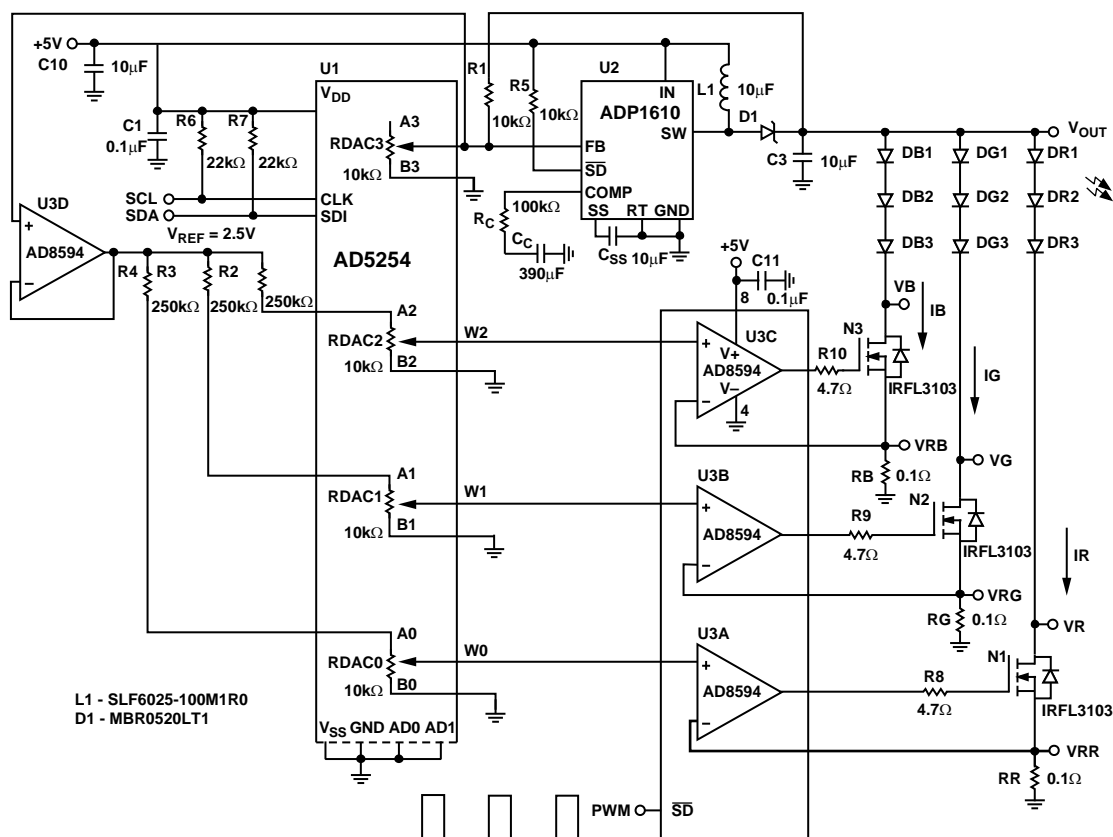 +5V
C10
10μF
C1
0.1μF
R6
R7
22kΩ
22kΩ
SCL
SDA
VREF = 2.5V
U1
VDD
A3
RDAC3
10kΩ
B3
CLK
SDI
AD5254
R1
10kΩ
R5
10kΩ
U2
IN
ADP1610
SW
FB
SD
COMP
SS
RT
GND
RC
100kΩ
CC
390μF
CSS
10μF
L1
10μF
D1
C3
10μF
VOUT
DB1
DG1
DR1
DB2
DG2
DR2
DB3
DG3
DR3
U3D
+
AD8594
−
R4
R3
R2
250kΩ
250kΩ
250kΩ
A2
RDAC2
10kΩ
B2
W2
+5V
C11
0.1μF
8
U3C
+
V+
AD8594
V−
−
4
R10
4.7Ω
N3
VB
IB
IRFL3103
VRB
RB
0.1Ω
IG
VG
A1
RDAC1
10kΩ
B1
W1
U3B
+
AD8594
−
R9
4.7Ω
N2
IRFL3103
VRG
RG
0.1Ω
IR
VR
A0
RDAC0
10kΩ
B0
W0
U3A
+
AD8594
−
R8
4.7Ω
N1
IRFL3103
VRR
RR
0.1Ω
L1 - SLF6025-100M1R0
D1 - MBR0520LT1
VSS GND AD0 AD1
PWM
SD